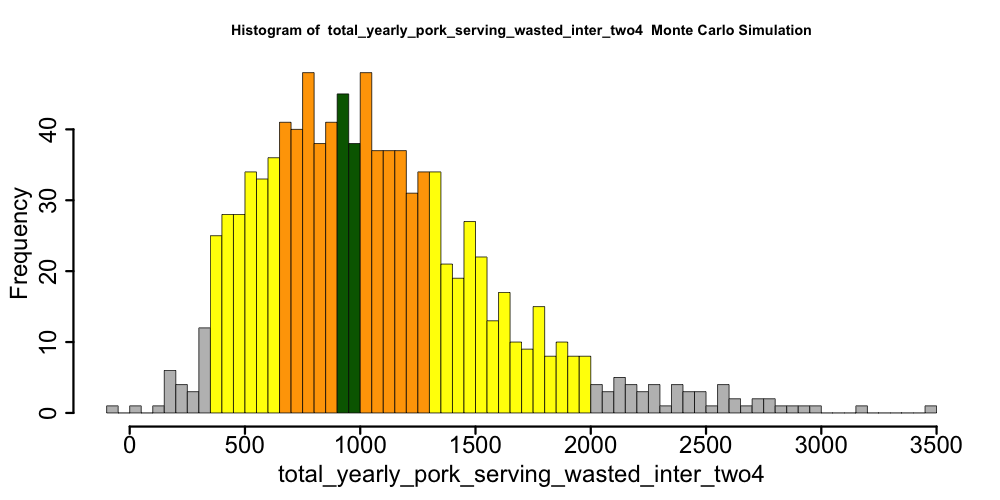 Histogram of  total_yearly_pork_serving_wasted_inter_two4  Monte Carlo Simulation
Frequency
40
30
20
10
0
0 500 1000 1500 2000 2500 3000 3500
total_yearly_pork_serving_wasted_inter_two4